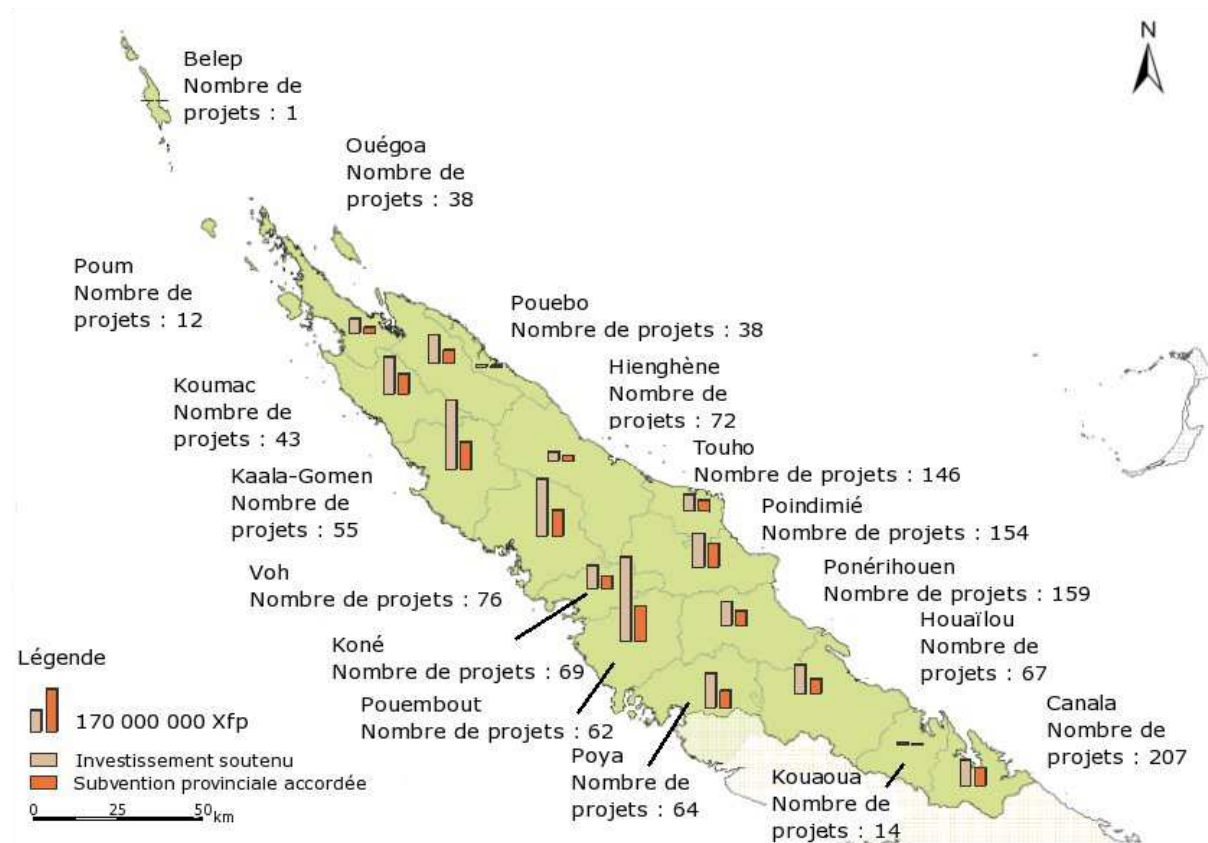 N
Belep
Nombre de
projets : 1
Ouégoa
Nombre de
projets : 38
Poum
Nombre de
projets : 12
Pouebo
Nombre de projets : 38
Hienghène
Nombre de
projets : 72
Koumac
Nombre de
projets : 43
Touho
Nombre de projets : 146
Kaala-Gomen
Nombre de
projets : 55
Poindimié
Nombre de projets : 154
Voh
Nombre de projets : 76
Ponérihouen
Nombre de projets : 159
Houaïlou
Nombre de
projets : 67
Koné
Nombre de projets : 69
Pouembout
Nombre de projets : 62
Poya
Nombre de
projets : 64
Kouaoua
Nombre de
projets : 14
Canala
Nombre de
projets : 207
Légende
170 000 000 Xfp
Investissement soutenu
Subvention provinciale accordée
0 25 50 km